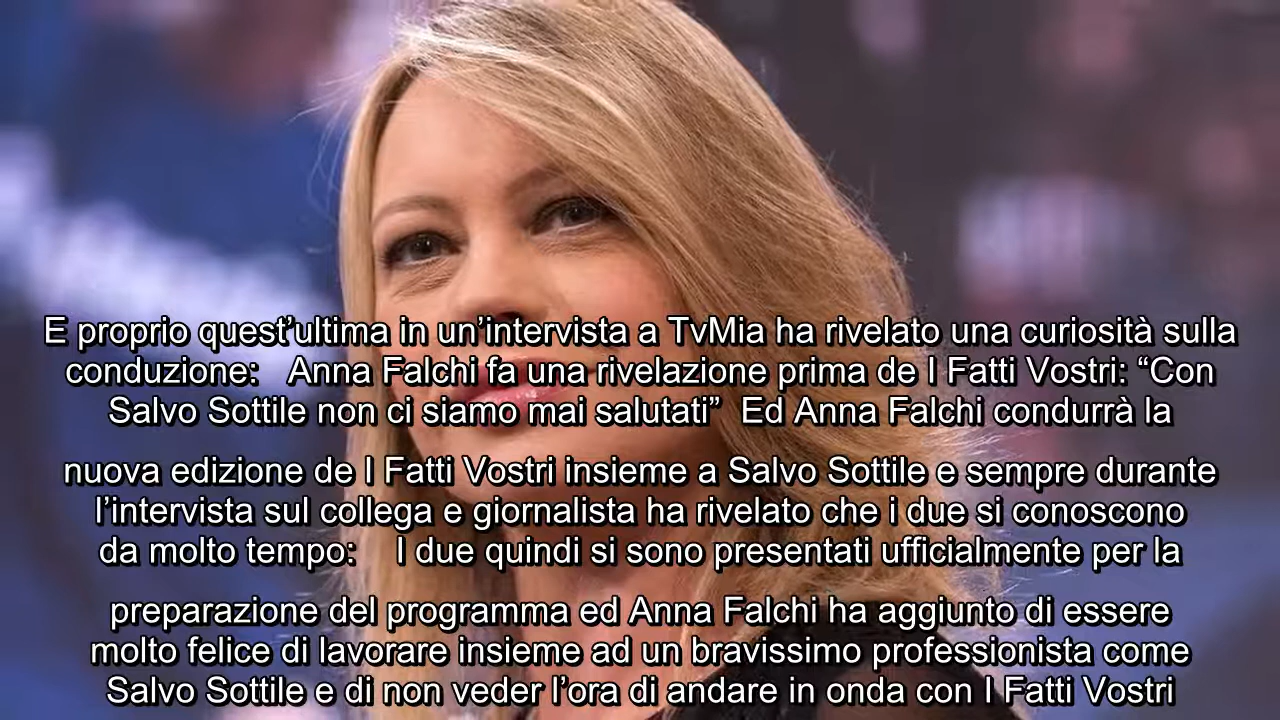 E proprio quest’ultima in un’intervista a TvMia ha rivelato una curiosità sulla
conduzione:   Anna Falchi fa una rivelazione prima de I Fatti Vostri: “Con
Salvo Sottile non ci siamo mai salutati”  Ed Anna Falchi condurrà la
nuova edizione de I Fatti Vostri insieme a Salvo Sottile e sempre durante
l’intervista sul collega e giornalista ha rivelato che i due si conoscono
da molto tempo:    I due quindi si sono presentati ufficialmente per la
preparazione del programma ed Anna Falchi ha aggiunto di essere
molto felice di lavorare insieme ad un bravissimo professionista come
Salvo Sottile e di non veder l’ora di andare in onda con I Fatti Vostri